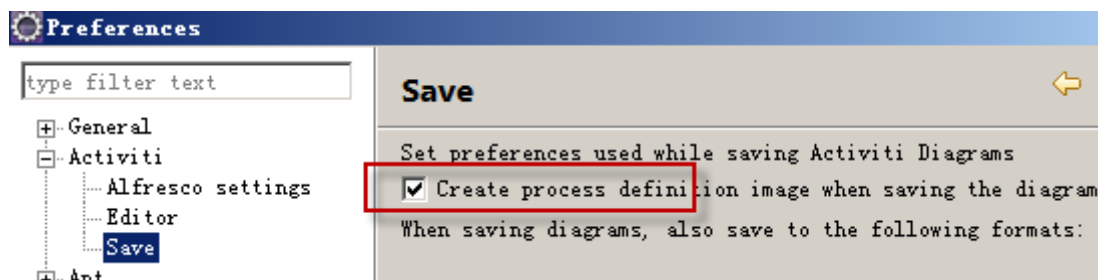 Preferences
type filter text
General
Activiti
Alfresco settings
Editor
Save
Ant
Save
Set preferences used while saving Activiti Diagrams
Create process definition image when saving the diagram
When saving diagrams, also save to the following formats: